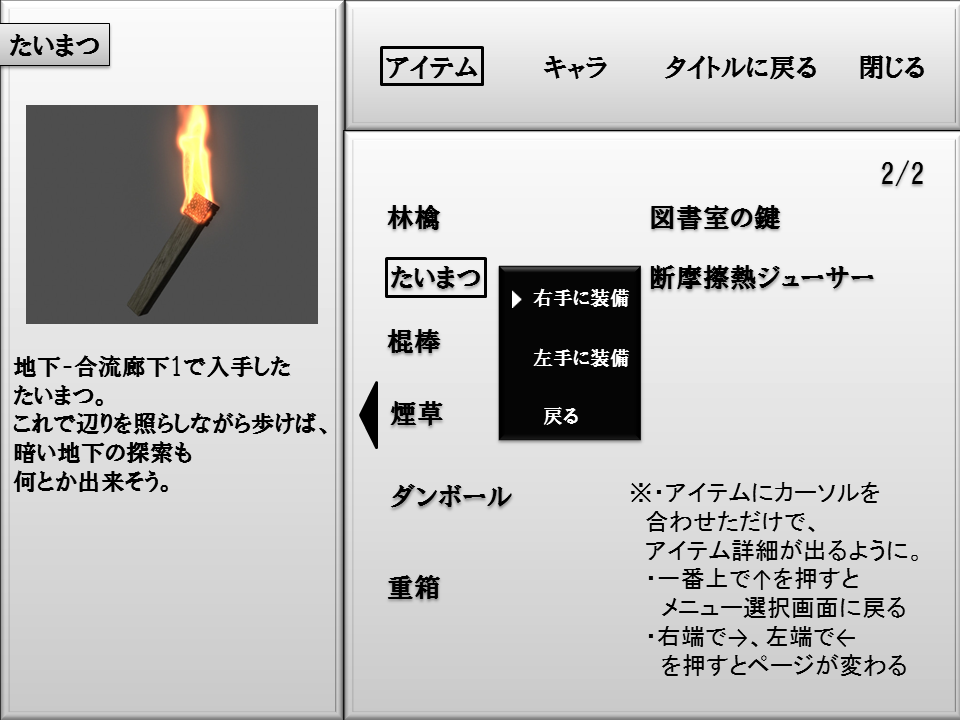 たいまつ
地下-合流廊下1で入手した
たいまつ。
これで辺りを照らしながら歩けば、
暗い地下の探索も
何とか出来そう。
アイテム キャラ タイトルに戻る 閉じる
2/2
林檎 図書室の鍵
たいまつ 断摩擦熱ジューサー
右手に装備
左手に装備
戻る
棍棒
煙草
ダンボール
重箱
※・アイテムにカーソルを
合わせただけで、
アイテム詳細が出るように。
・一番上で↑を押すと
メニュー選択画面に戻る
・右端で→、左端で←
を押すとページが変わる